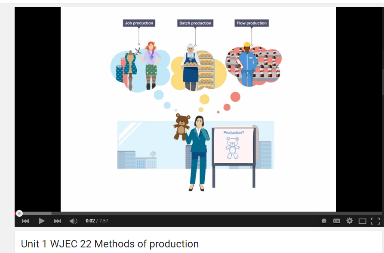 Job production
Batch production
Flow production
Production?
0:02 / 7:57
Unit 1 WJEC 22 Methods of production